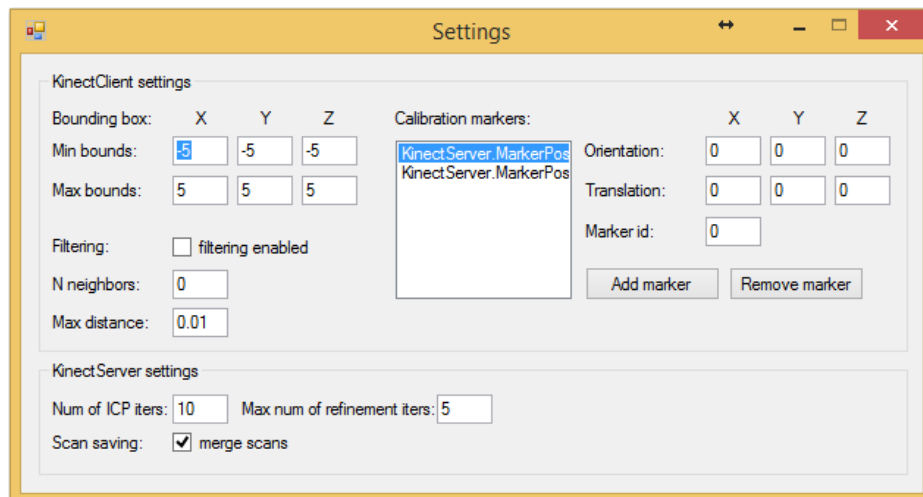 Settings
KinectClient settings
Bounding box: X Y Z
Min bounds: -5 -5 -5
Max bounds: 5 5 5
Filtering: filtering enabled
N neighbors: 0
Max distance: 0.01
Calibration markers:
KinectServer.MarkerPos
KinectServer.MarkerPos
X Y Z
Orientation: 0 0 0
Translation: 0 0 0
Marker id: 0
Add marker Remove marker
KinectServer settings
Num of ICP iters: 10 Max num of refinement iters: 5
Scan saving: merge scans